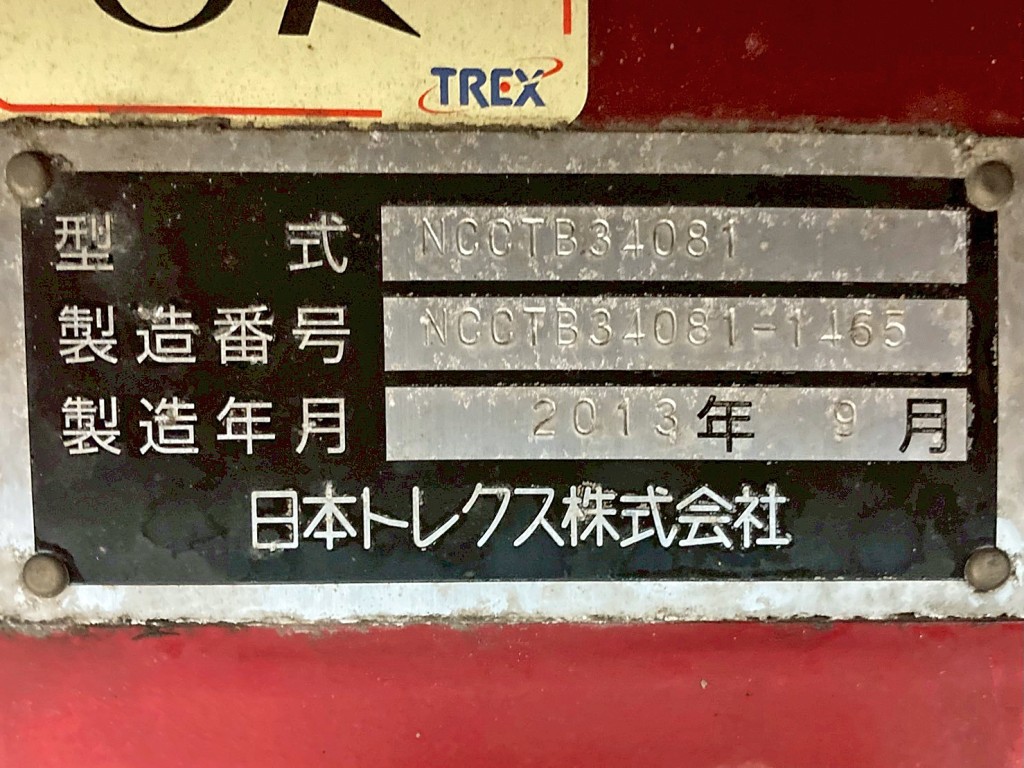 TREX
型式 NCCTB34081
製造番号 NCCTB34081-1465
製造年月 2013年 9月
日本トレクス株式会社